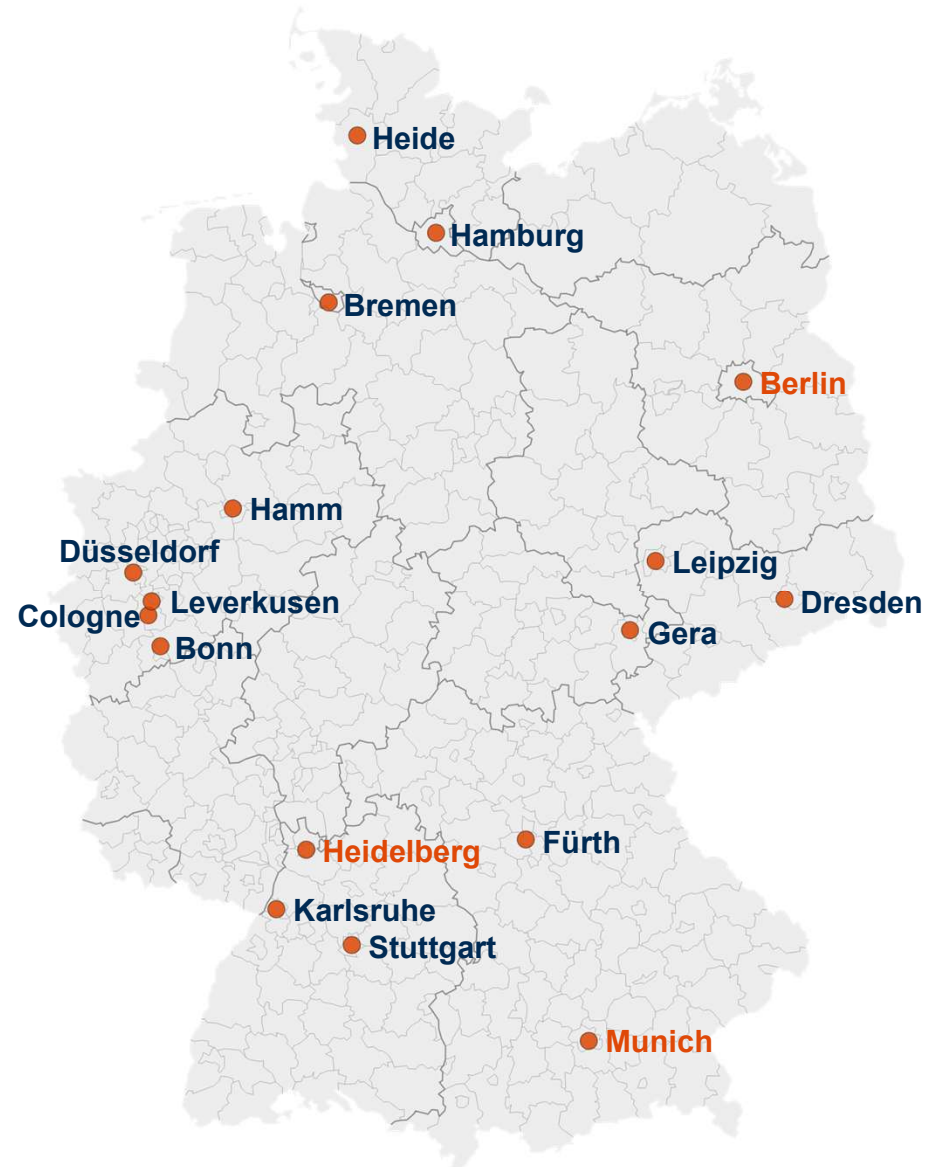 Heide
Hamburg
Bremen
Berlin
Hamm
Düsseldorf
Leipzig
Leverkusen
Dresden
Cologne
Gera
Bonn
Fürth
Heidelberg
Karlsruhe
Stuttgart
Munich